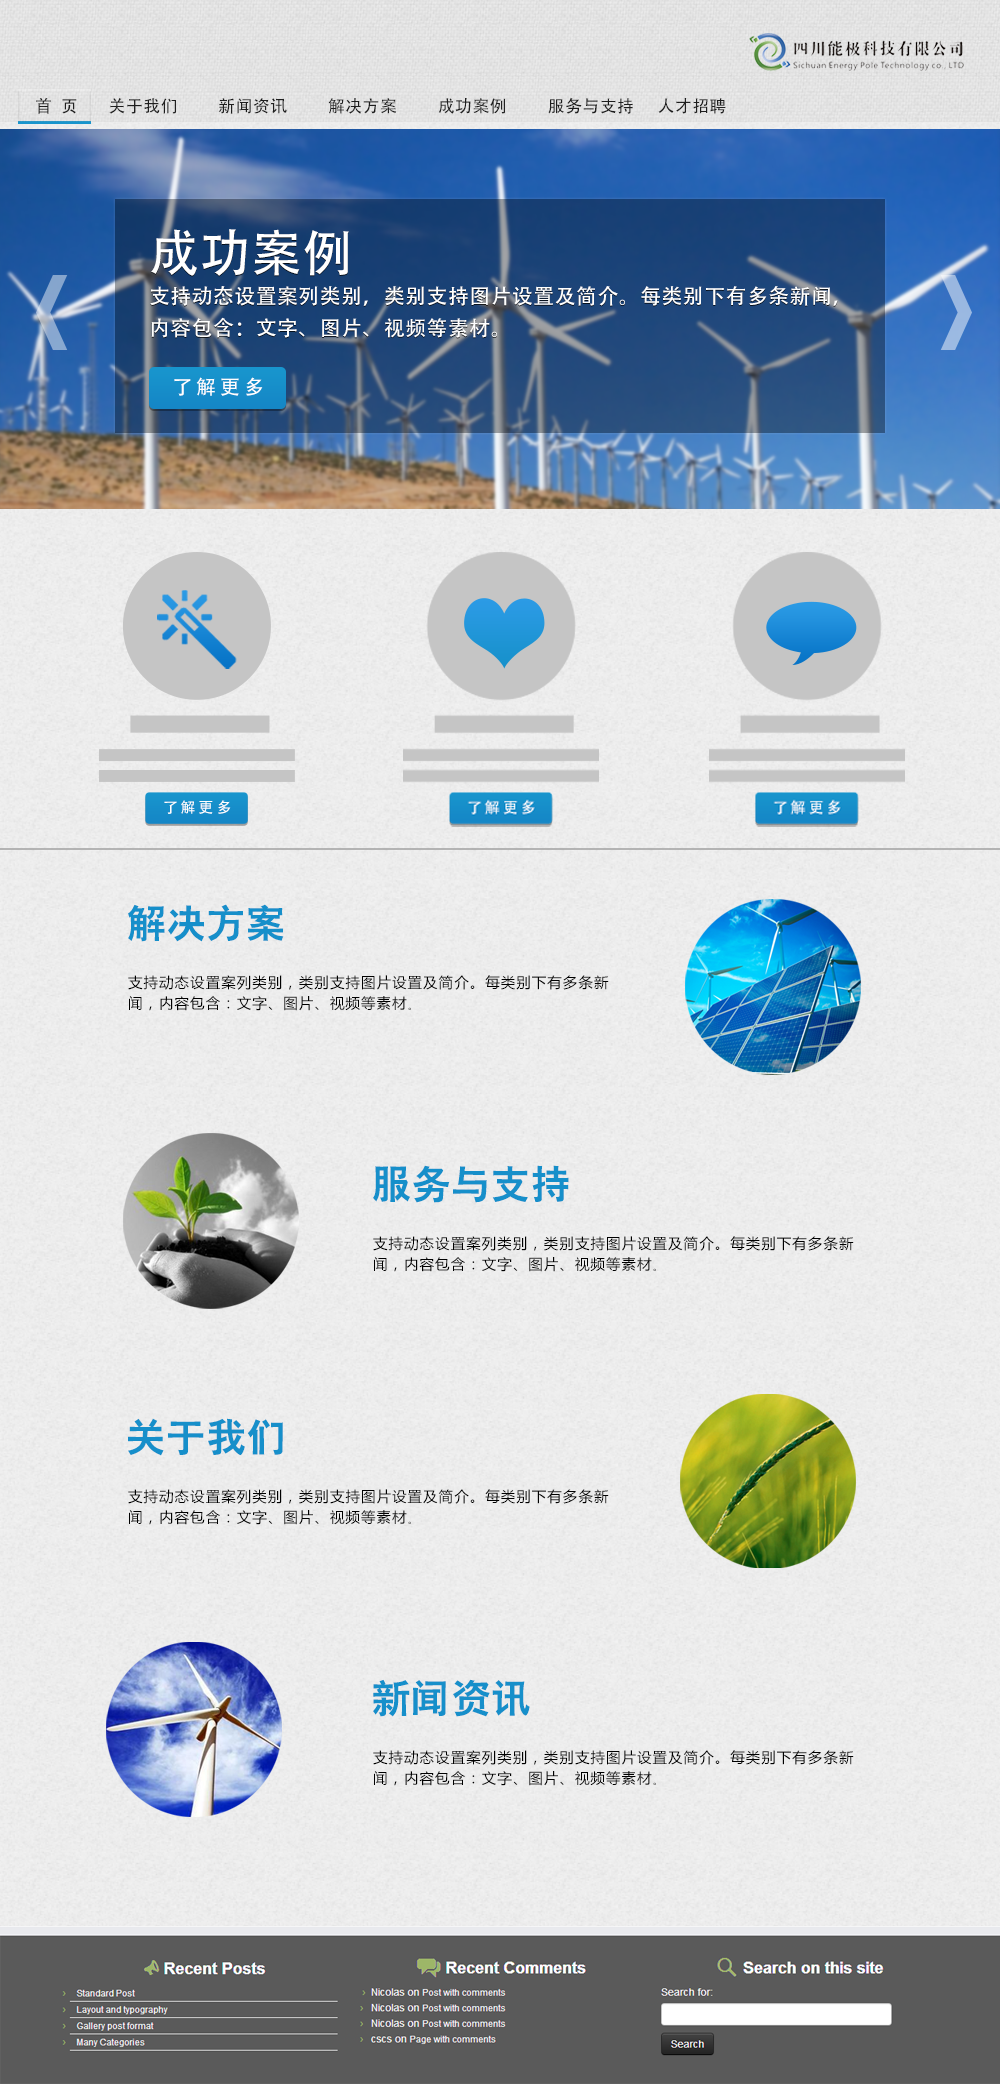 四川能极科技有限公司
Sichuan Energy Pole Technology co., LTD
首 页 关于我们 新闻资讯 解决方案 成功案例 服务与支持 人才招聘
成功案例
支持动态设置案列类别，类别支持图片设置及简介。每类别下有多条新闻，
内容包含：文字、图片、视频等素材。
了解更多
了解更多 了解更多 了解更多
解决方案
支持动态设置案列类别，类别支持图片设置及简介。每类别下有多条新
闻，内容包含：文字、图片、视频等素材。
服务与支持
支持动态设置案列类别，类别支持图片设置及简介。每类别下有多条新
闻，内容包含：文字、图片、视频等素材。
关于我们
支持动态设置案列类别，类别支持图片设置及简介。每类别下有多条新
闻，内容包含：文字、图片、视频等素材。
新闻资讯
支持动态设置案列类别，类别支持图片设置及简介。每类别下有多条新
闻，内容包含：文字、图片、视频等素材。
Recent Posts
› Standard Post
› Layout and typography
› Gallery post format
› Many Categories
Recent Comments
› Nicolas on Post with comments
› Nicolas on Post with comments
› Nicolas on Post with comments
› cscs on Page with comments
Search on this site
Search for:
Search